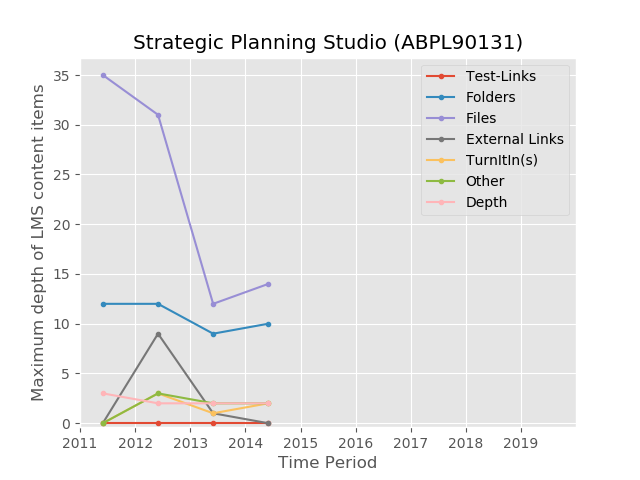 Strategic Planning Studio (ABPL90131)
Maximum depth of LMS content items
35
30
25
20
15
10
5
0
Test-Links
Folders
Files
External Links
TurnItIn(s)
Other
Depth
2011 2012 2013 2014 2015 2016 2017 2018 2019
Time Period